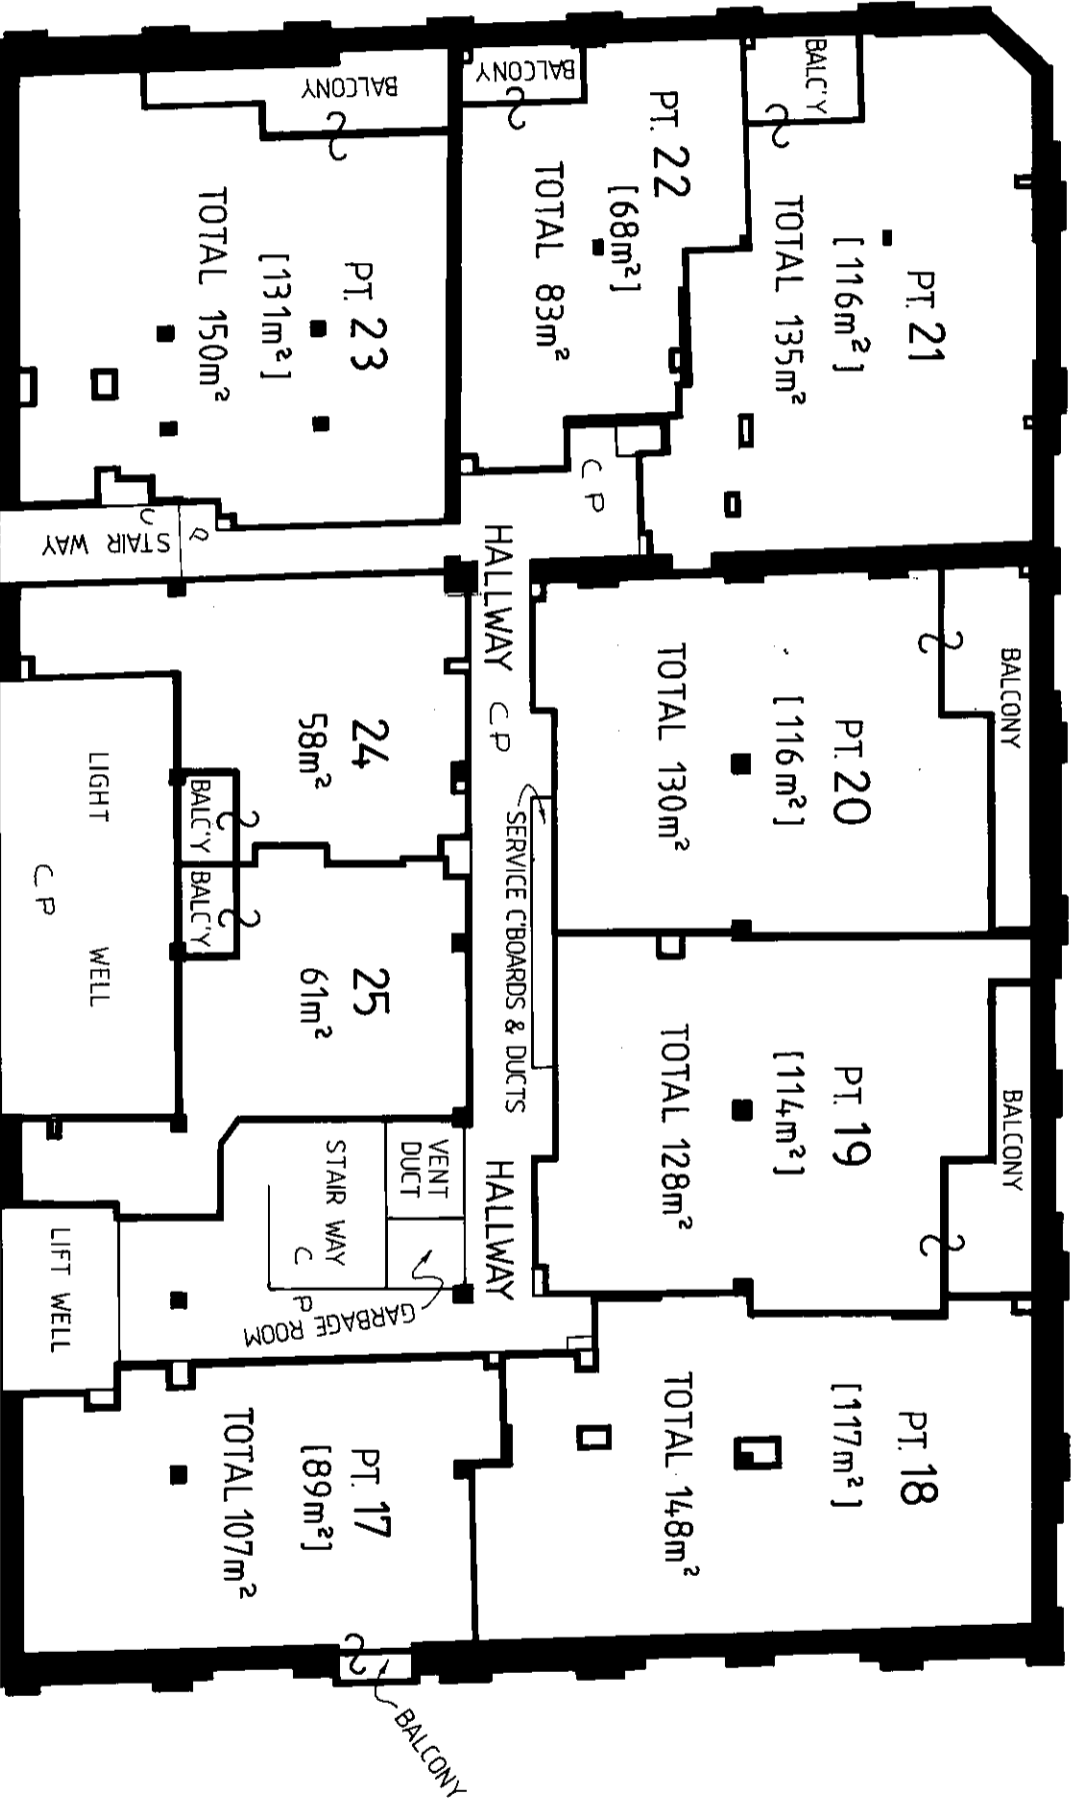 BALCONY
BALCONY
BALC'Y
PT. 23
[131m²]
TOTAL 150m²
PT. 22
[68m²]
TOTAL 83m²
PT. 21
[116m²]
TOTAL 135m²
C P
STAIR WAY
C
P
HALLWAY
C P
SERVICE C'BOARDS & DUCTS
HALLWAY
BALCONY
PT. 20
[116m²]
TOTAL 130m²
24
58m²
BALC'Y
BALC'Y
25
61m²
LIGHT WELL
C P
BALCONY
PT. 19
[114m²]
TOTAL 128m²
VENT
DUCT
STAIR WAY
C P
GARBAGE ROOM
LIFT WELL
PT. 18
[117m²]
TOTAL 148m²
PT. 17
[89m²]
TOTAL 107m²
BALCONY